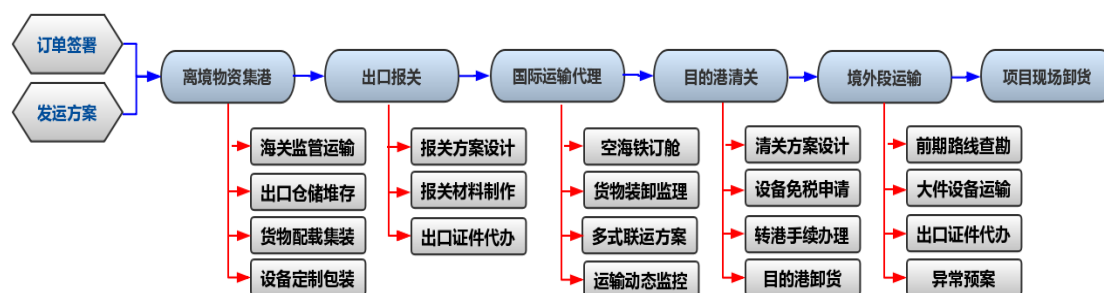 订单签署
发运方案
离境物资集港
出口报关
国际运输代理
目的港清关
境外段运输
项目现场卸货
海关监管运输
出口仓储堆存
货物配载集装
设备定制包装
报关方案设计
报关材料制作
出口证件代办
空海铁订舱
货物装卸监理
多式联运方案
运输动态监控
清关方案设计
设备免税申请
转港手续办理
目的港卸货
前期路线查勘
大件设备运输
出口证件代办
异常预案